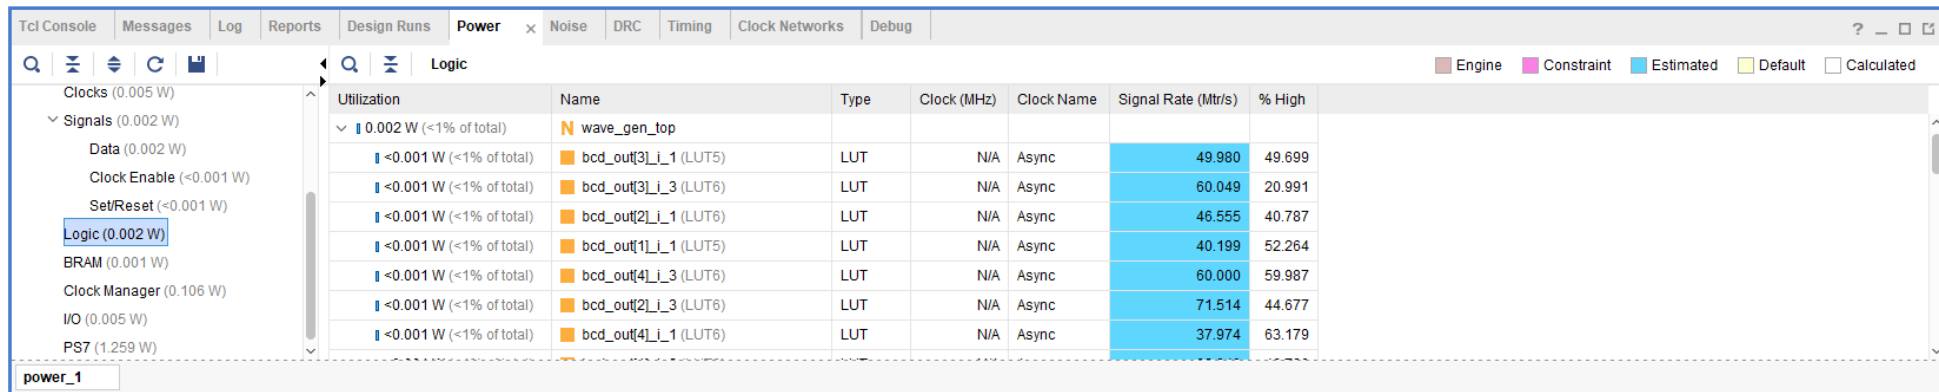 Tcl Console Messages Log Reports Design Runs Power × Noise DRC Timing Clock Networks Debug ?
Logic Engine Constraint Estimated Default Calculated
Clocks (0.005 W)
Signals (0.002 W)
Data (0.002 W)
Clock Enable (<0.001 W)
Set/Reset (<0.001 W)
Logic (0.002 W)
BRAM (0.001 W)
Clock Manager (0.106 W)
I/O (0.005 W)
PS7 (1.259 W)
Utilization Name Type Clock (MHz) Clock Name Signal Rate (Mtr/s) % High
0.002 W (<1% of total) N wave_gen_top
<0.001 W (<1% of total) bcd_out[3]_i_1 (LUT5) LUT N/A Async 49.980 49.699
<0.001 W (<1% of total) bcd_out[3]_i_3 (LUT6) LUT N/A Async 60.049 20.991
<0.001 W (<1% of total) bcd_out[2]_i_1 (LUT6) LUT N/A Async 46.555 40.787
<0.001 W (<1% of total) bcd_out[1]_i_1 (LUT5) LUT N/A Async 40.199 52.264
<0.001 W (<1% of total) bcd_out[4]_i_3 (LUT6) LUT N/A Async 60.000 59.987
<0.001 W (<1% of total) bcd_out[2]_i_3 (LUT6) LUT N/A Async 71.514 44.677
<0.001 W (<1% of total) bcd_out[4]_i_1 (LUT6) LUT N/A Async 37.974 63.179
power_1